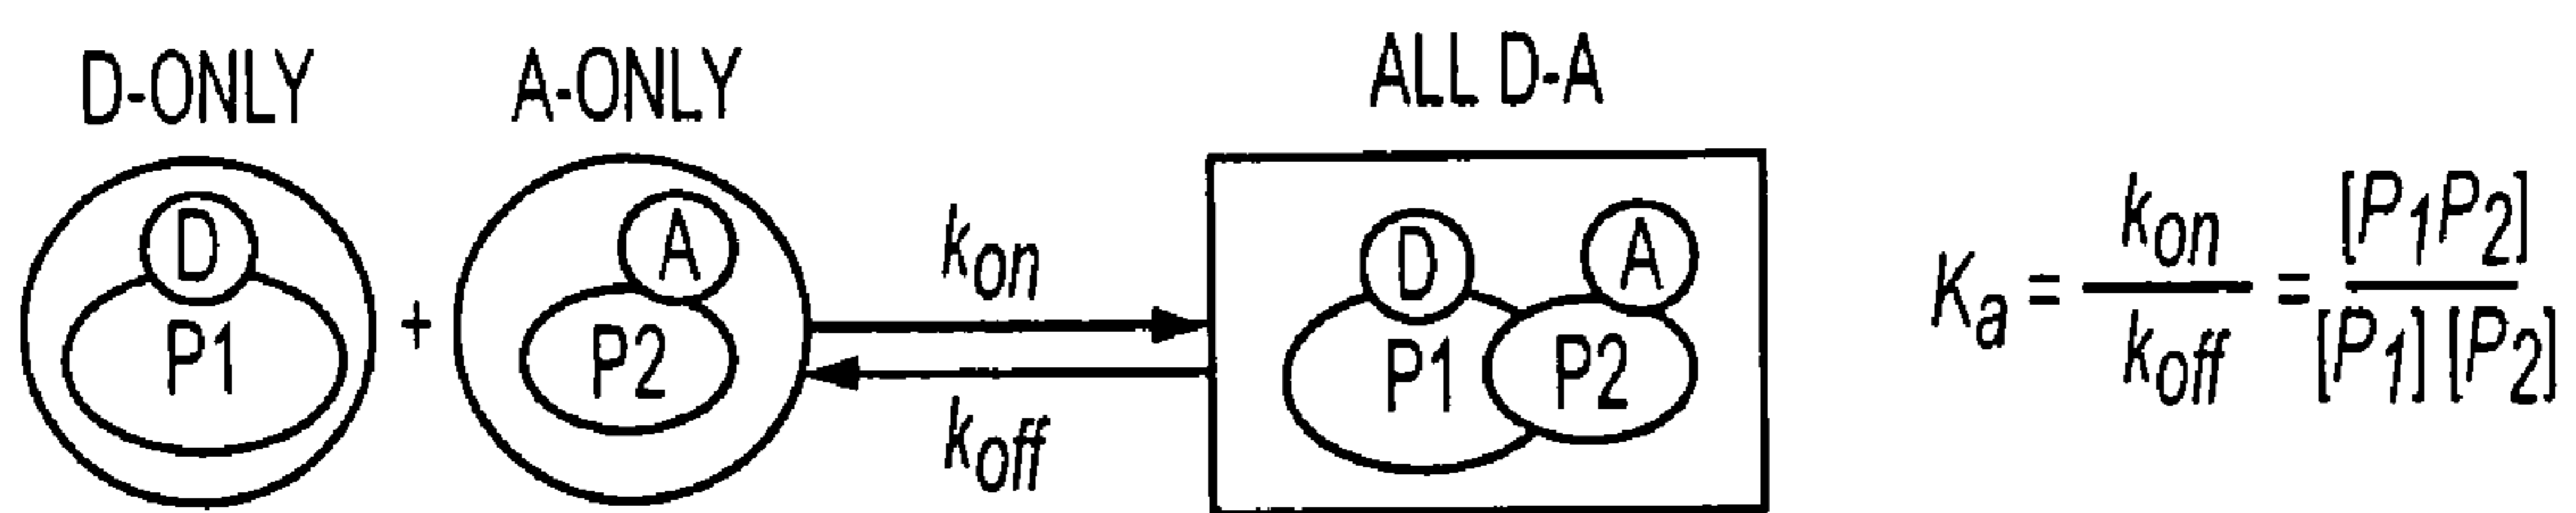 D-ONLY A-ONLY ALL D-A
D A D A
P1 + P2 P1 P2
kon
koff
Ka = kon / koff = [P1P2] / [P1] [P2]